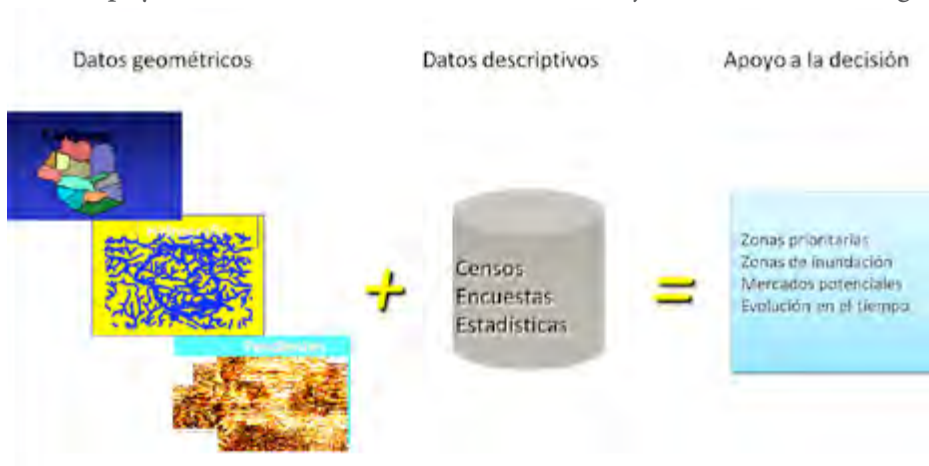 Datos geométricos
Datos descriptivos
Apoyo a la decisión
+
Censos
Encuestas
Estadísticas
=
Zonas prioritarias
Zonas de inundación
Mercados potenciales
Evolución en el tiempo